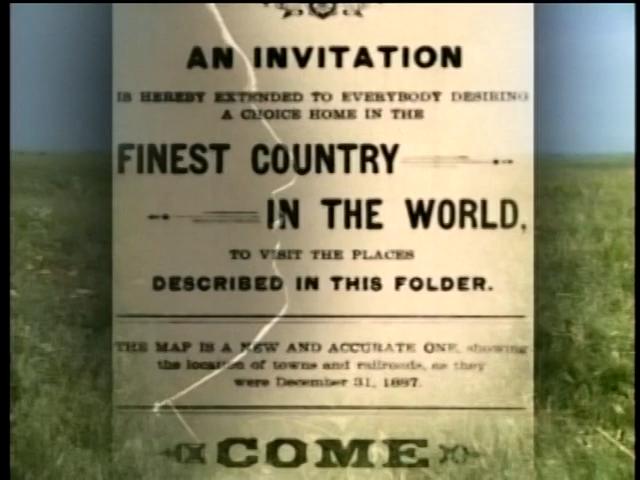 AN INVITATION
IS HEREBY EXTENDED TO EVERYBODY DESIRING
A CHOICE HOME IN THE
FINEST COUNTRY
IN THE WORLD,
TO VISIT THE PLACES
DESCRIBED IN THIS FOLDER.
THE MAP IS A NEW AND ACCURATE ONE, showing
the location of towns and railroads, as they
were December 31, 1887.
COME